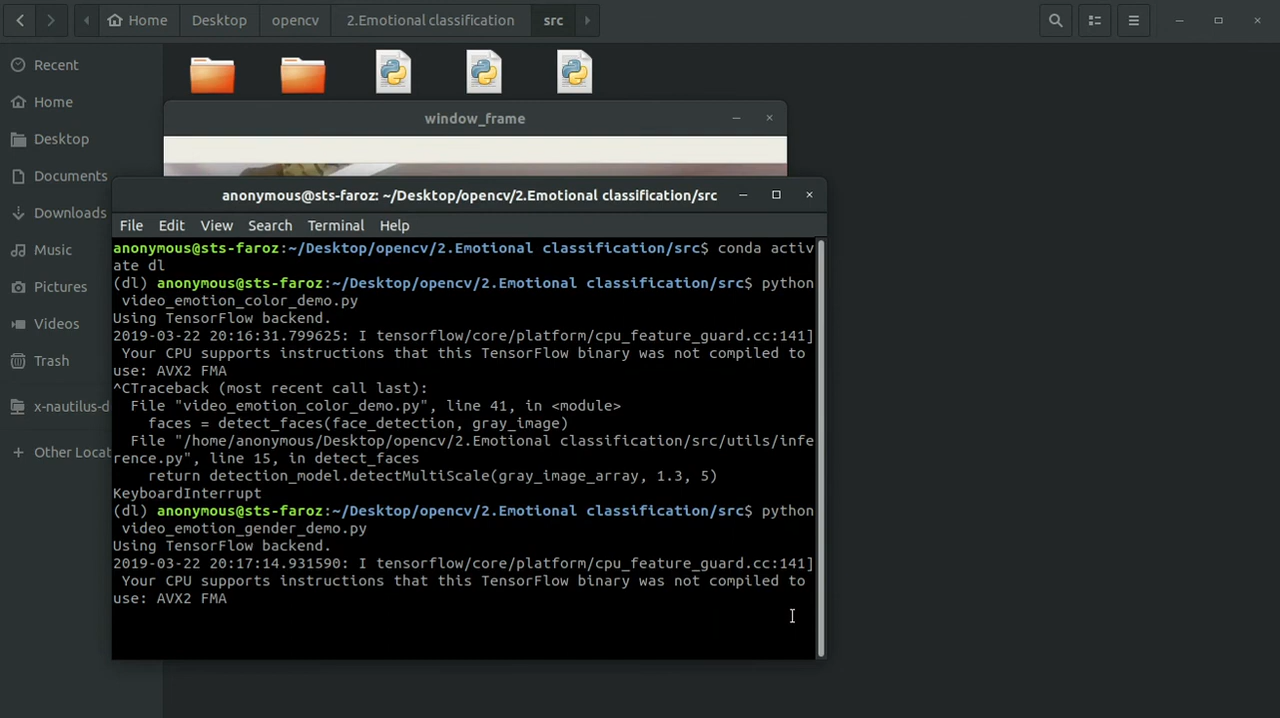 Home
Desktop
opencv
2.Emotional classification
src
Recent
Home
Desktop
Documents
Downloads
Music
Pictures
Videos
Trash
x-nautilus-d
Other Locat
window_frame
anonymous@sts-faroz: ~/Desktop/opencv/2.Emotional classification/src
File Edit View Search Terminal Help
anonymous@sts-faroz:~/Desktop/opencv/2.Emotional classification/src$ conda activ
ate dl
(dl) anonymous@sts-faroz:~/Desktop/opencv/2.Emotional classification/src$ python
video_emotion_color_demo.py
Using TensorFlow backend.
2019-03-22 20:16:31.799625: I tensorflow/core/platform/cpu_feature_guard.cc:141]
Your CPU supports instructions that this TensorFlow binary was not compiled to
use: AVX2 FMA
^CTraceback (most recent call last):
File "video_emotion_color_demo.py", line 41, in <module>
faces = detect_faces(face_detection, gray_image)
File "/home/anonymous/Desktop/opencv/2.Emotional classification/src/utils/infe
rence.py", line 15, in detect_faces
return detection_model.detectMultiScale(gray_image_array, 1.3, 5)
KeyboardInterrupt
(dl) anonymous@sts-faroz:~/Desktop/opencv/2.Emotional classification/src$ python
video_emotion_gender_demo.py
Using TensorFlow backend.
2019-03-22 20:17:14.931590: I tensorflow/core/platform/cpu_feature_guard.cc:141]
Your CPU supports instructions that this TensorFlow binary was not compiled to
use: AVX2 FMA